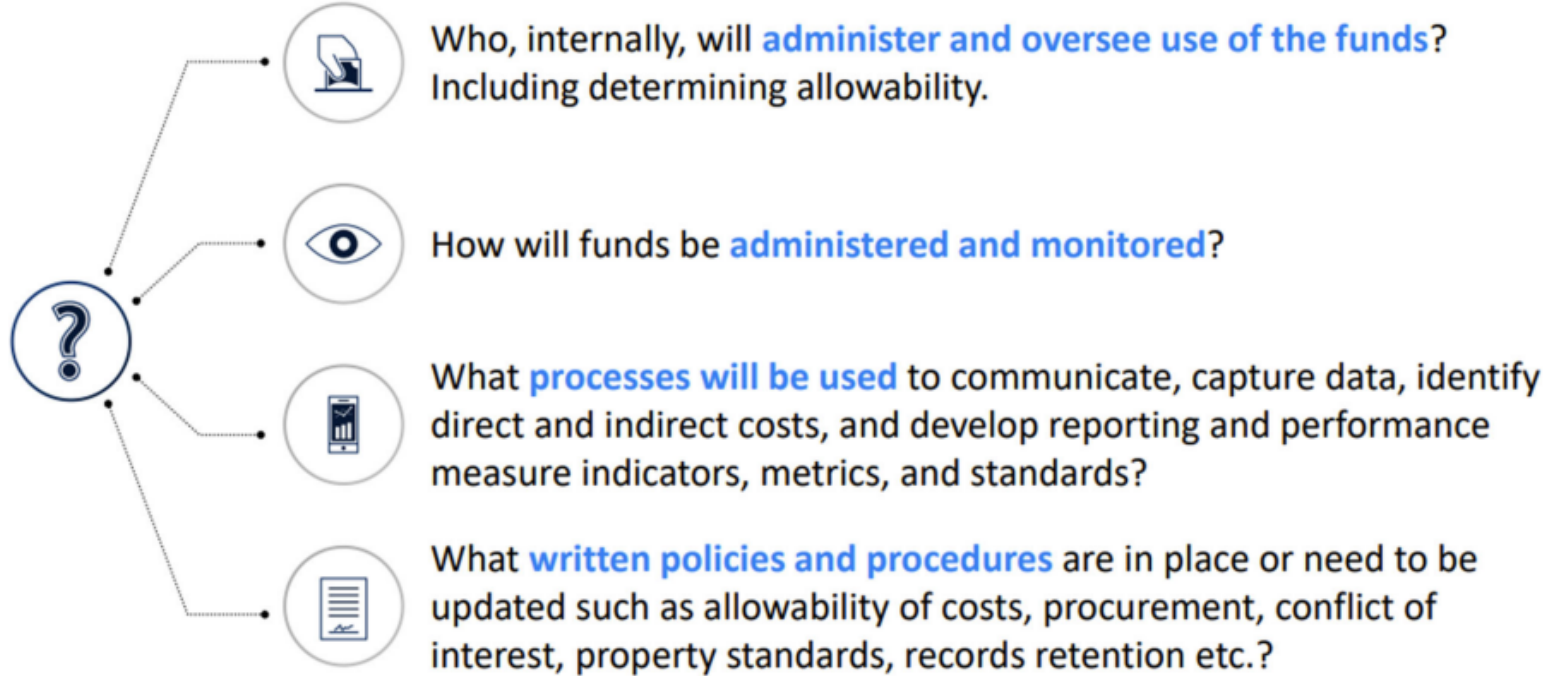 Who, internally, will administer and oversee use of the funds?
Including determining allowability.
How will funds be administered and monitored?
What processes will be used to communicate, capture data, identify
direct and indirect costs, and develop reporting and performance
measure indicators, metrics, and standards?
What written policies and procedures are in place or need to be
updated such as allowability of costs, procurement, conflict of
interest, property standards, records retention etc.?
?